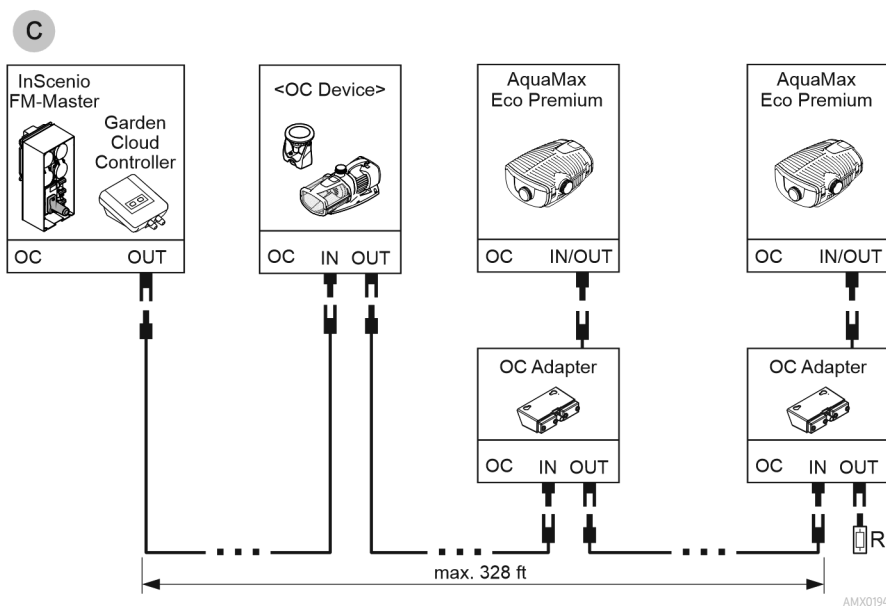 C
InScenio
FM-Master
Garden
Cloud
Controller
OC OUT
<OC Device>
OC IN OUT
AquaMax
Eco Premium
OC IN/OUT
AquaMax
Eco Premium
OC IN/OUT
OC Adapter
OC IN OUT
OC Adapter
OC IN OUT
R
max. 328 ft
AMX0194